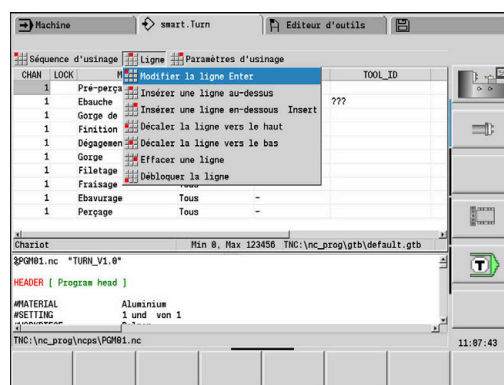 Machine smart.Turn Editeur d'outils
Séquence d'usinage Ligne Paramètres d'usinage
CHAN LOCK M TOOL_ID
Modifier la ligne Enter
Insérer une ligne au-dessus
Insérer une ligne en-dessous Insert
Décaler la ligne vers le haut
Décaler la ligne vers le bas
Effacer une ligne
Débloquer la ligne
1 Pré-perça
1 Ebauche ???
1 Gorge de
1 Finition
1 Dégagemen
1 Gorge
1 Filetage
1 Fraisage Tous
1 Ebavurage Tous -
1 Perçage Tous -
Chariot Min 0, Max 123456 TNC:\nc_prog\gtb\default.gtb
%PGM01.nc "TURN_V1.0"
HEADER [ Program head ]
#MATERIAL Aluminium
#SETTING 1 und von 1
TNC:\nc_prog\ncps\PGM01.nc
T
11:07:43